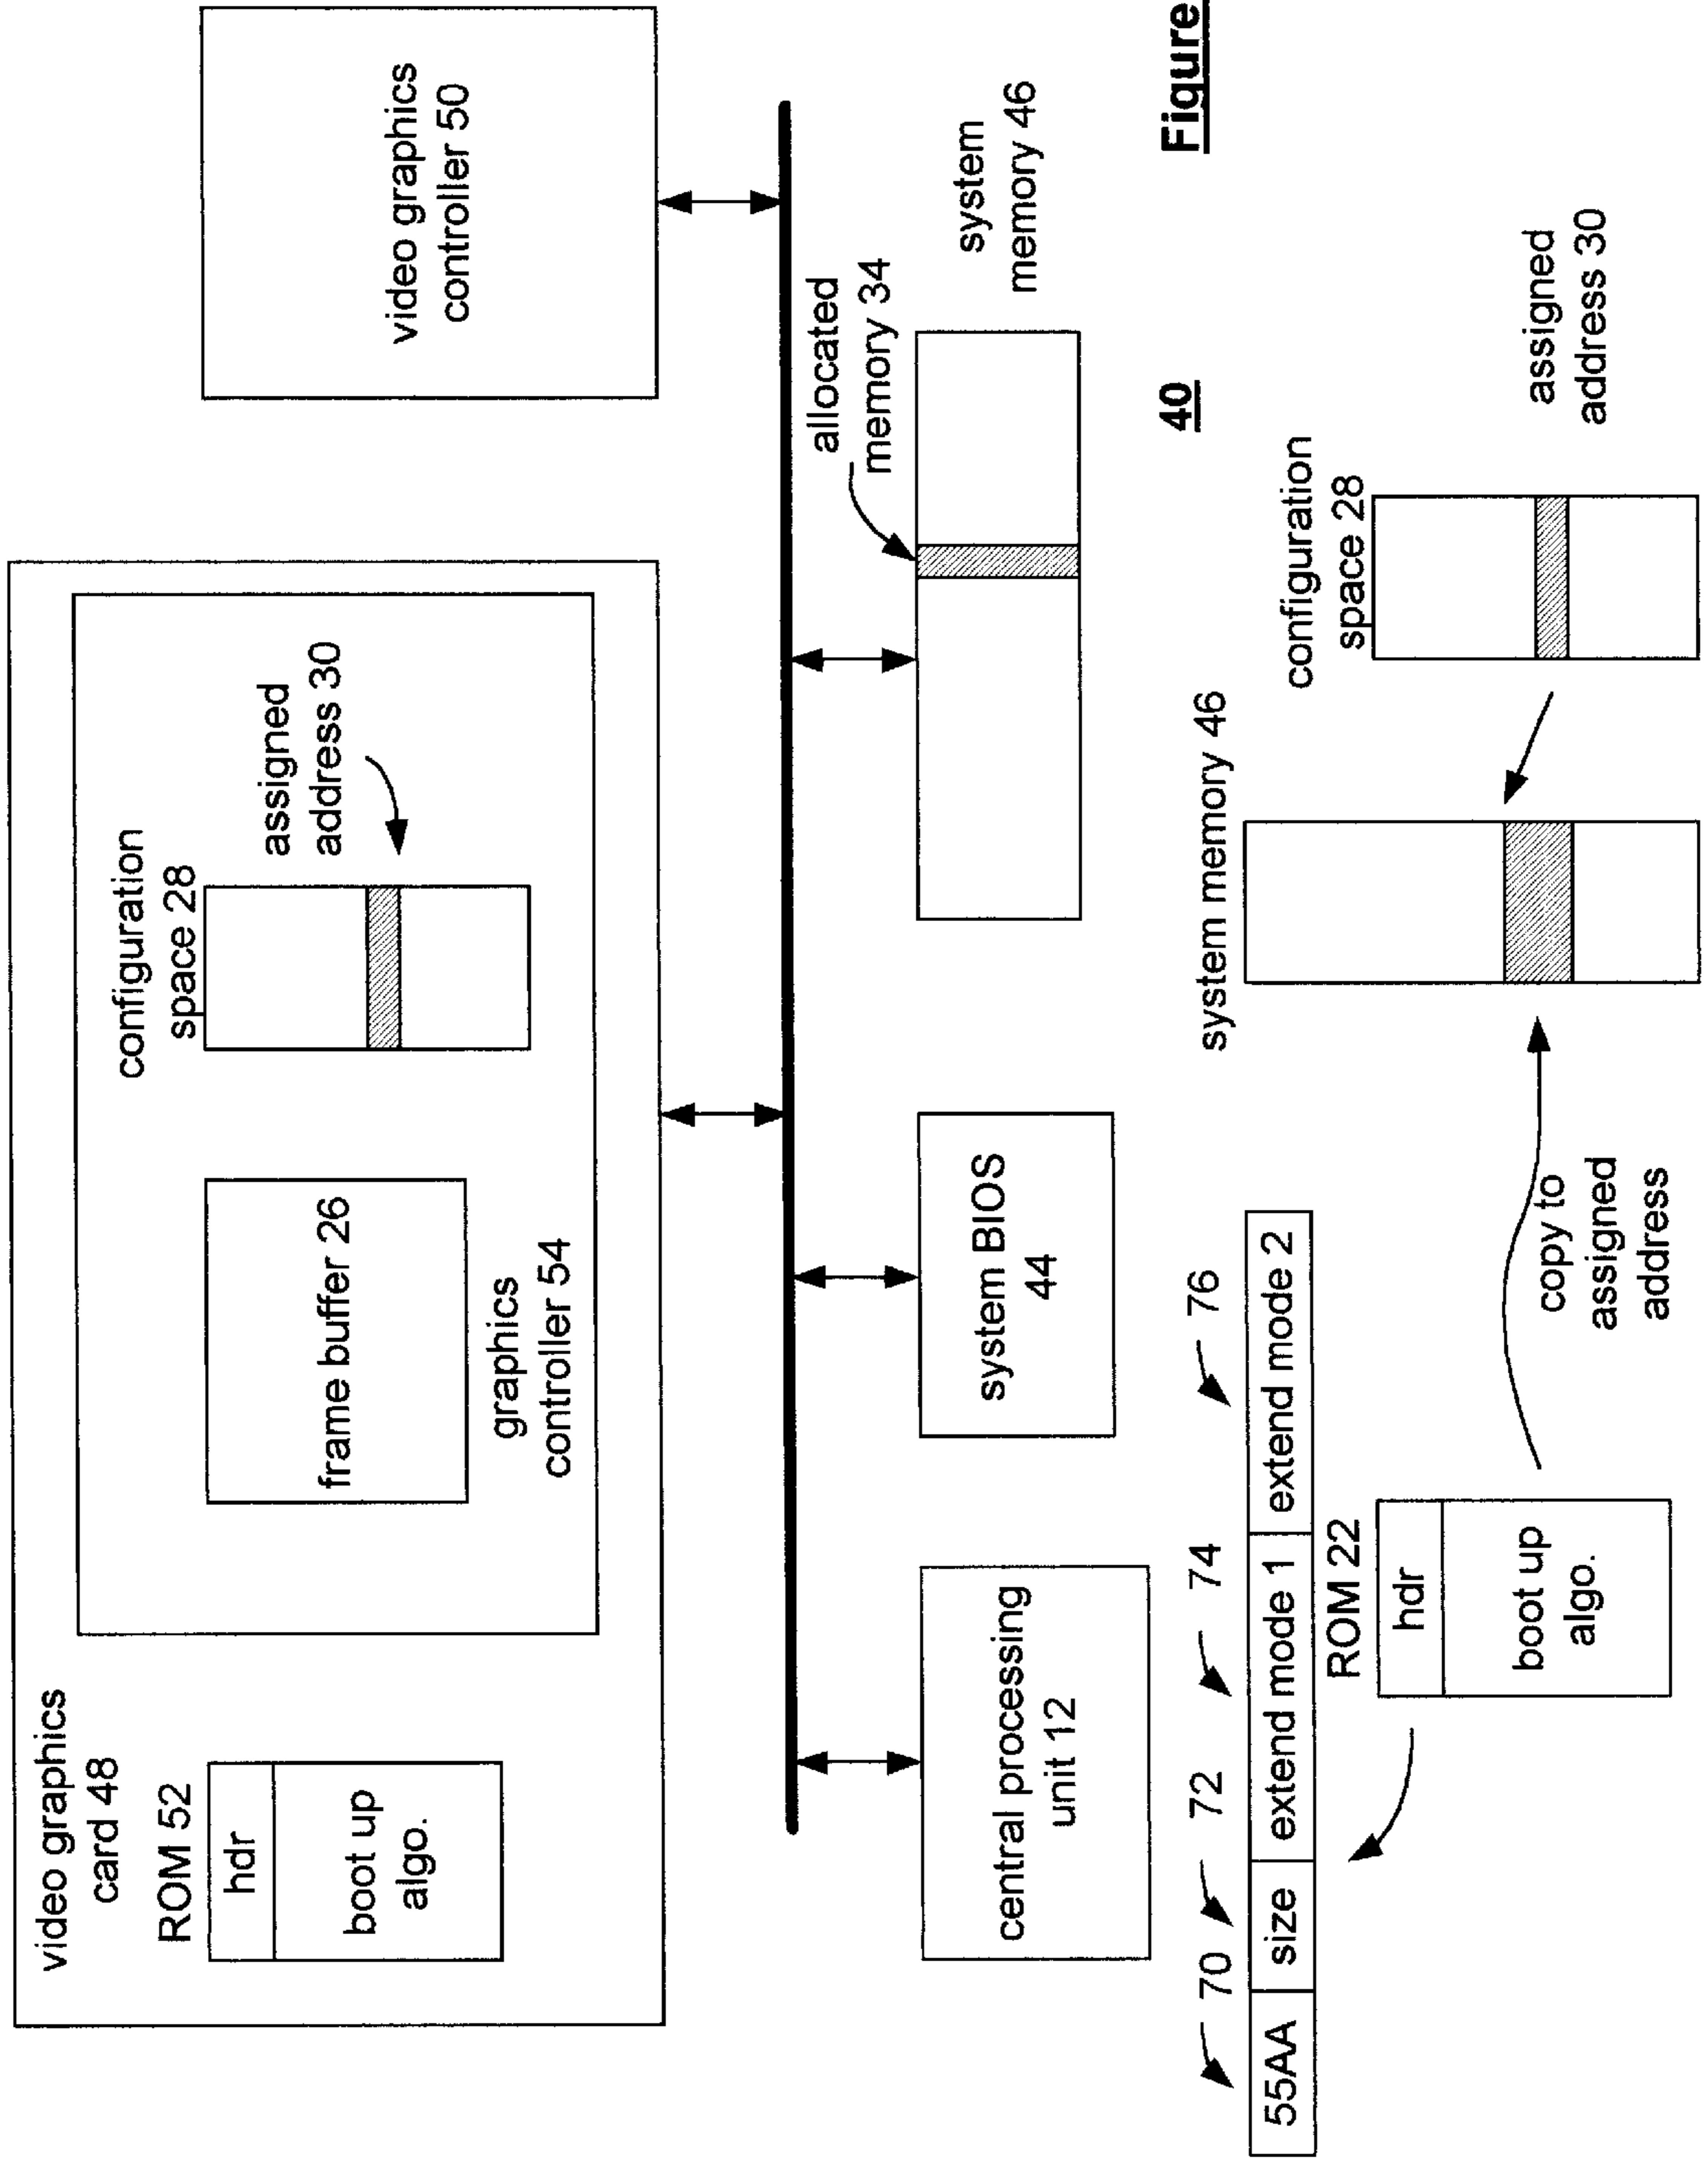 video graphics
card 48
ROM 52
hdr
boot up
algo.
frame buffer 26
graphics
controller 54
configuration
space 28
assigned
address 30
video graphics
controller 50
central processing
unit 12
system BIOS
44
allocated
memory 34
system
memory 46
40
Figure
70
72
74
76
55AA
size
extend mode 1
extend mode 2
ROM 22
hdr
boot up
algo.
copy to
assigned
address
system memory 46
configuration
space 28
assigned
address 30